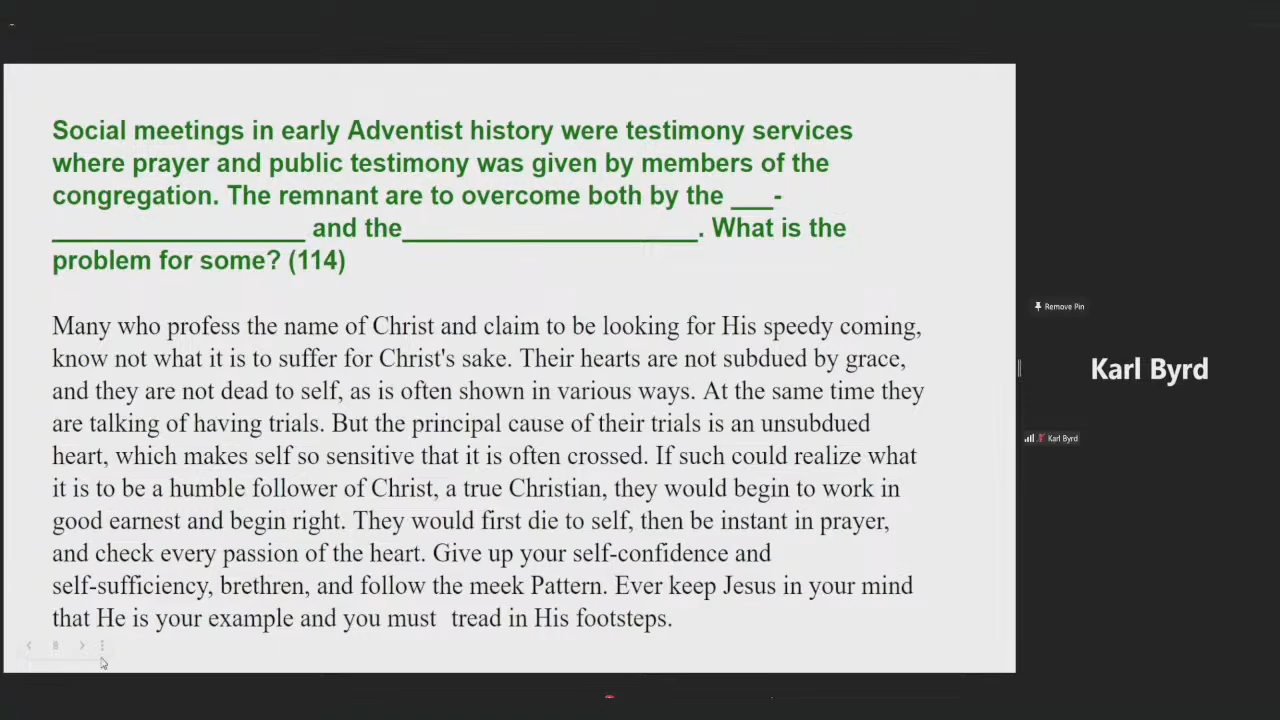 Social meetings in early Adventist history were testimony services
where prayer and public testimony was given by members of the
congregation. The remnant are to overcome both by the ___-
__________________ and the_____________________. What is the
problem for some? (114)
Many who profess the name of Christ and claim to be looking for His speedy coming,
know not what it is to suffer for Christ's sake. Their hearts are not subdued by grace,
and they are not dead to self, as is often shown in various ways. At the same time they
are talking of having trials. But the principal cause of their trials is an unsubdued
heart, which makes self so sensitive that it is often crossed. If such could realize what
it is to be a humble follower of Christ, a true Christian, they would begin to work in
good earnest and begin right. They would first die to self, then be instant in prayer,
and check every passion of the heart. Give up your self-confidence and
self-sufficiency, brethren, and follow the meek Pattern. Ever keep Jesus in your mind
that He is your example and you must tread in His footsteps.
8
Remove Pin
Karl Byrd
Karl Byrd